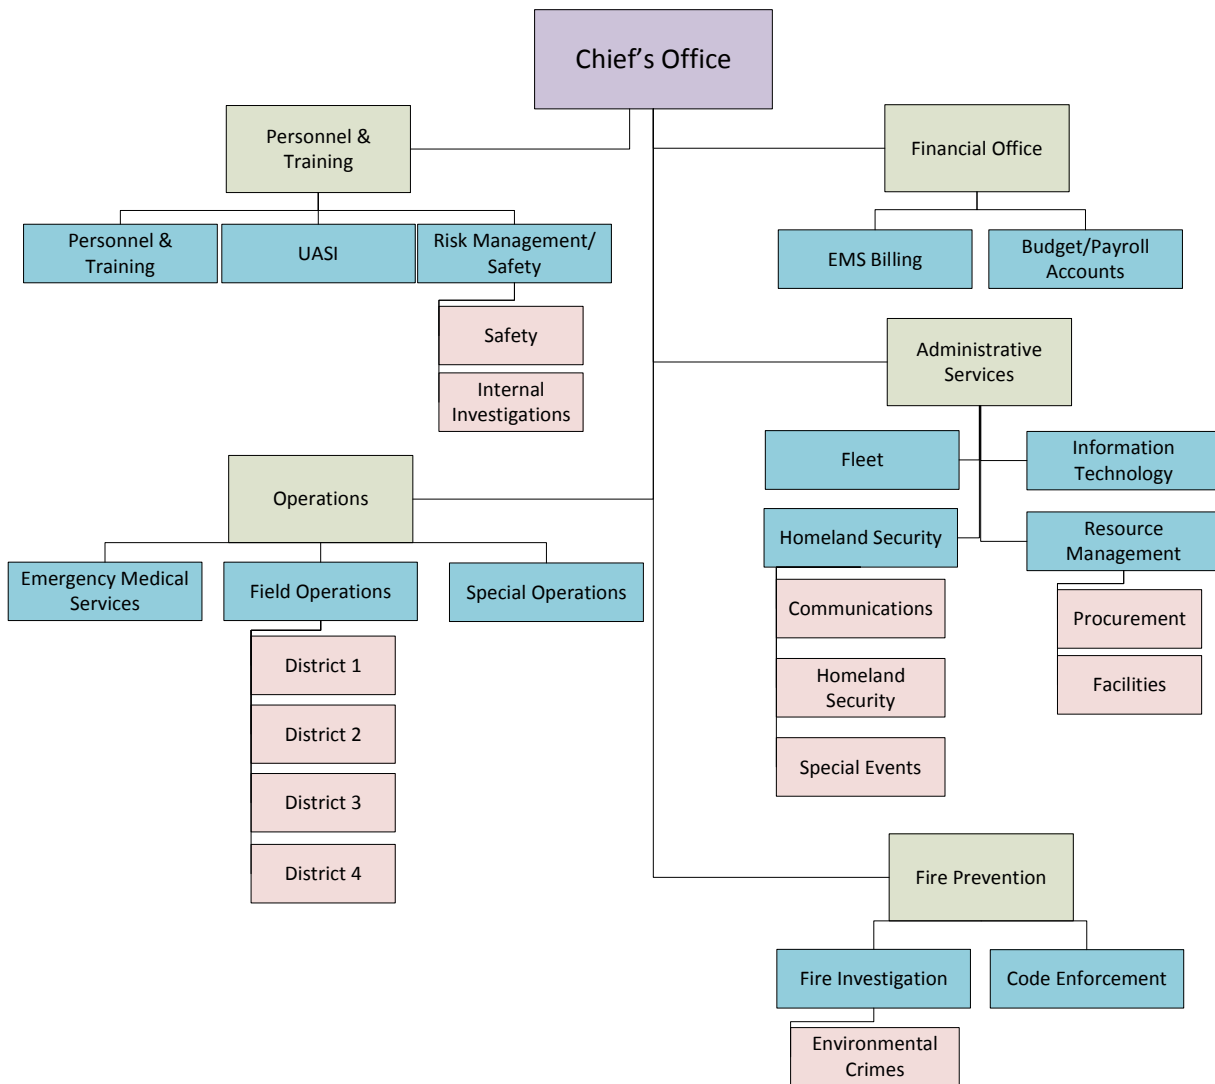 Chief's Office
Personnel &
Training
Financial Office
Personnel &
Training
UASI
Risk Management/
Safety
EMS Billing
Budget/Payroll
Accounts
Safety
Internal
Investigations
Administrative
Services
Fleet
Information
Technology
Homeland Security
Resource
Management
Communications
Homeland
Security
Special Events
Procurement
Facilities
Operations
Emergency Medical
Services
Field Operations
Special Operations
District 1
District 2
District 3
District 4
Fire Prevention
Fire Investigation
Code Enforcement
Environmental
Crimes